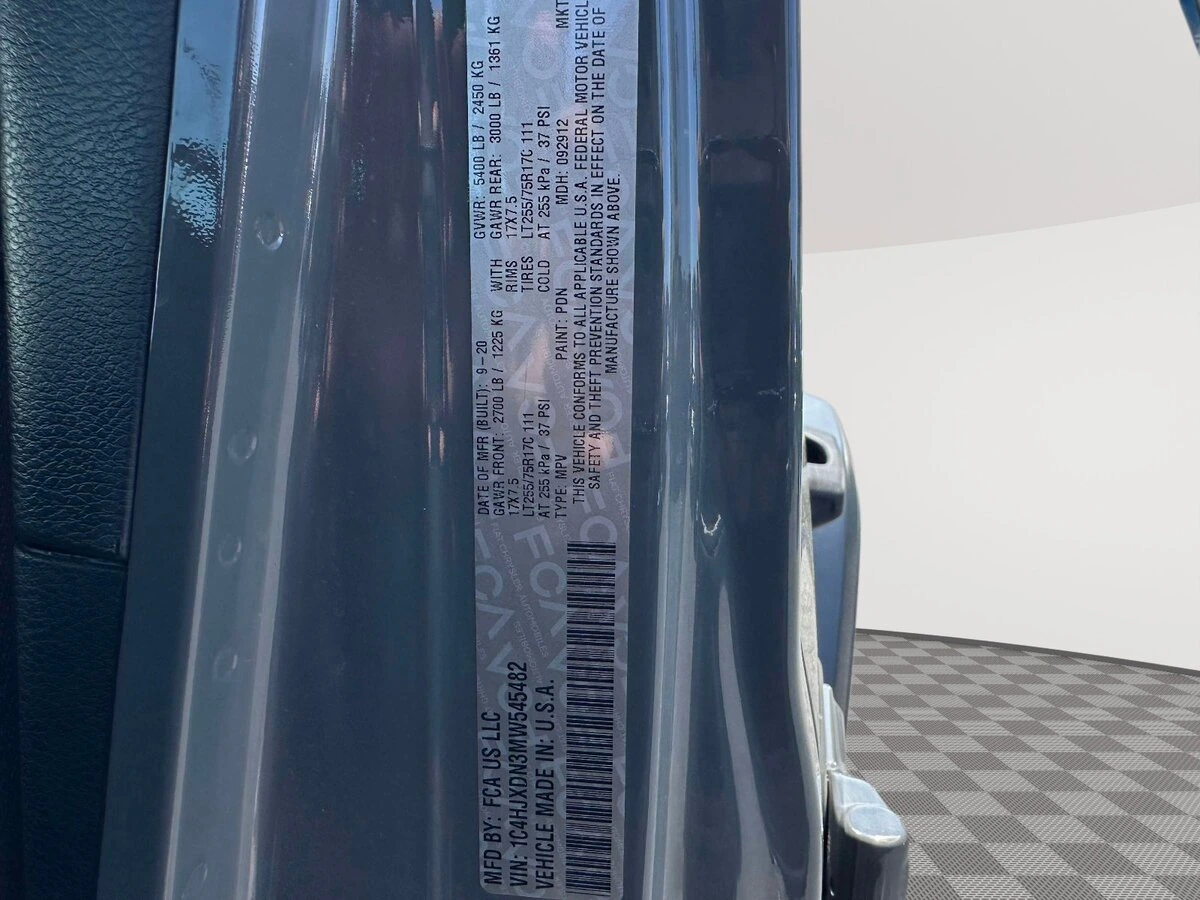 MFD BY: FCA US LLC
VIN: 1C4HJXDN3MW545482
VEHICLE MADE IN: U.S.A.
DATE OF MFR (BUILT): 9-20 GVWR: 5400 LB / 2450 KG
GAWR FRONT: 2700 LB / 1225 KG WITH GAWR REAR: 3000 LB / 1361 KG
17X7.5 RIMS 17X7.5
LT255/75R17C 111 TIRES LT255/75R17C 111
AT 255 kPa / 37 PSI COLD AT 255 kPa / 37 PSI
TYPE: MPV PAINT: PDN MDH: 092912 MKT
THIS VEHICLE CONFORMS TO ALL APPLICABLE U.S.A. FEDERAL MOTOR VEHICL
SAFETY AND THEFT PREVENTION STANDARDS IN EFFECT ON THE DATE OF
MANUFACTURE SHOWN ABOVE.